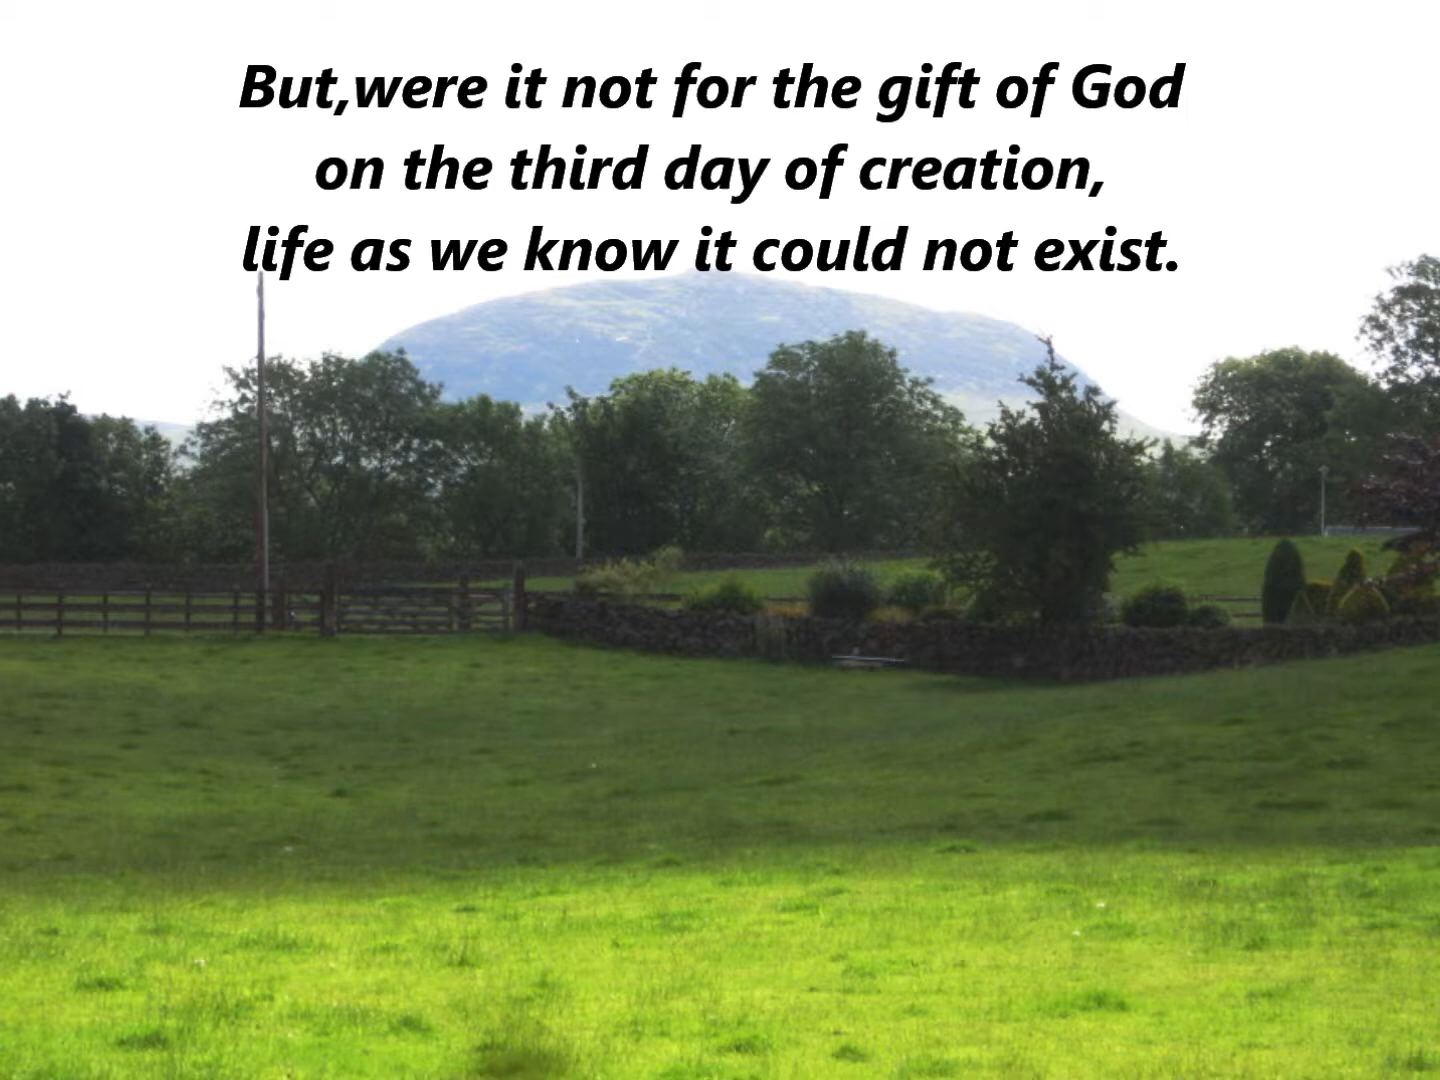 But,were it not for the gift of God
on the third day of creation,
life as we know it could not exist.